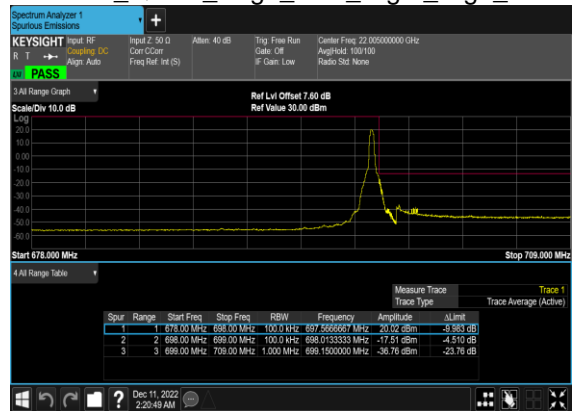 Spectrum Analyzer 1
Spurious Emissions
+
KEYSIGHT Input: RF Input Z: 50 Ω Atten: 40 dB Trig: Free Run Center Freq: 22.005000000 GHz
R T Coupling: DC Corr CCorr Gate: Off Avg|Hold: 100/100
Align: Auto Freq Ref: Int (S) IF Gain: Low Radio Std: None
PASS
3 All Range Graph
Ref Lvl Offset 7.60 dB
Scale/Div 10.0 dB Ref Value 30.00 dBm
Log
20.0
10.0
0.00
-10.0
-20.0
-30.0
-40.0
-50.0
-60.0
Start 678.000 MHz Stop 709.000 MHz
4 All Range Table
Measure Trace Trace 1
Trace Type Trace Average (Active)
Spur Range Start Freq Stop Freq RBW Frequency Amplitude ΔLimit
1 1 678.00 MHz 698.00 MHz 100.0 kHz 697.5666667 MHz 20.02 dBm -9.983 dB
2 2 698.00 MHz 699.00 MHz 100.0 kHz 698.0133333 MHz -17.51 dBm -4.510 dB
3 3 699.00 MHz 709.00 MHz 1.000 MHz 699.1500000 MHz -36.76 dBm -23.76 dB
? Dec 11, 2022
2:20:49 AM